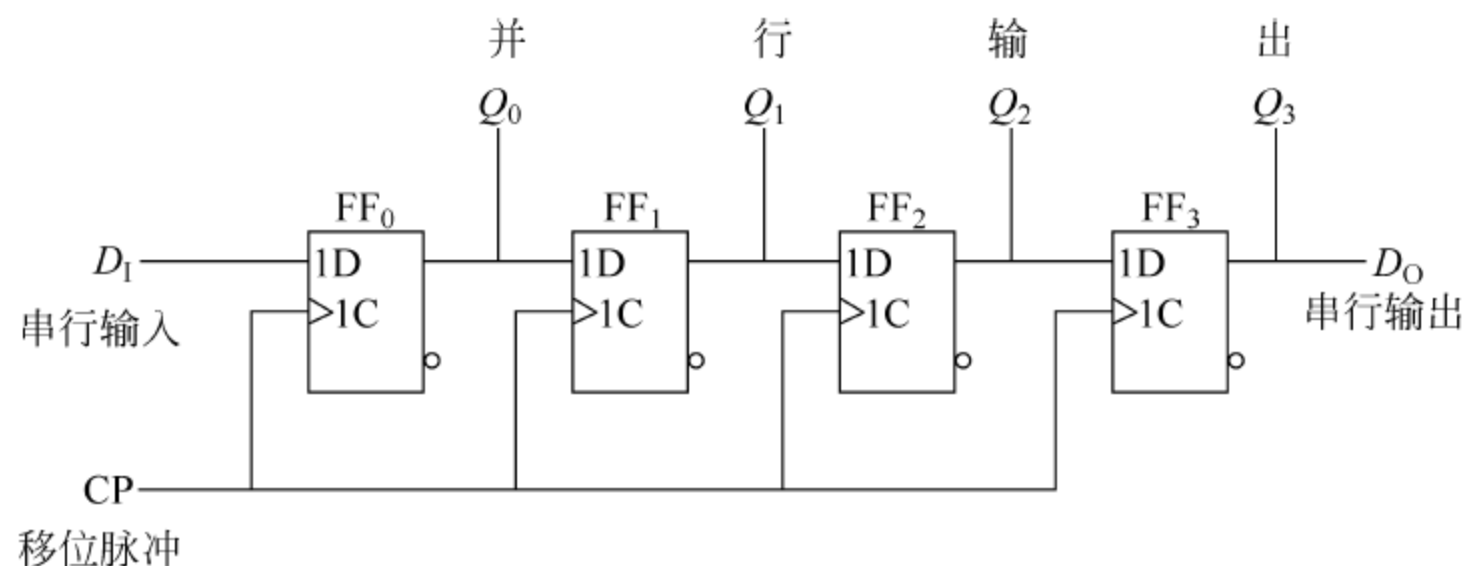 并 行 输 出
Q0 Q1 Q2 Q3
FF0 FF1 FF2 FF3
DI 1D 1D 1D 1D DO
串行输入 1C 1C 1C 1C 串行输出
CP
移位脉冲